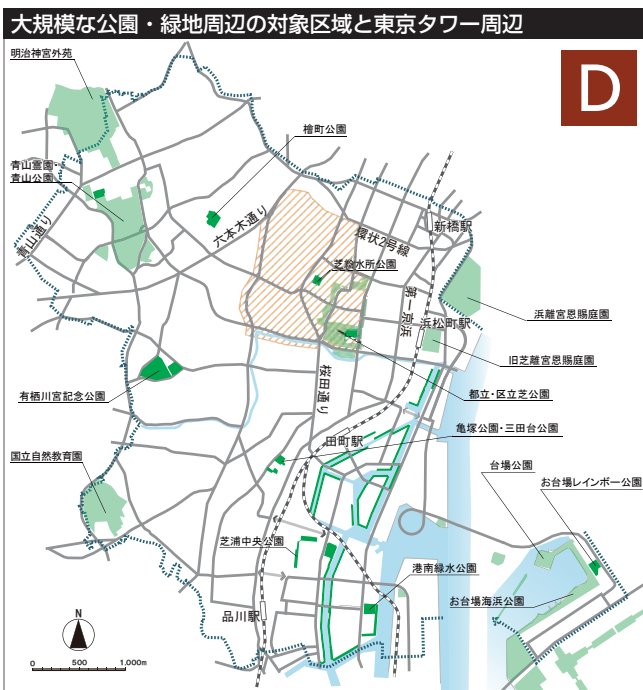 大規模な公園・緑地周辺の対象区域と東京タワー周辺
D
明治神宮外苑
檜町公園
青山霊園・
青山公園
青山通り
六本木通り
環状2号線
新橋駅
芝給水所公園
第一京浜
浜松町駅
浜離宮恩賜庭園
旧芝離宮恩賜庭園
有栖川宮記念公園
桜田通り
都立・区立芝公園
亀塚公園・三田台公園
田町駅
国立自然教育園
台場公園
お台場レインボー公園
芝浦中央公園
港南緑水公園
お台場海浜公園
品川駅
N
0 500 1,000m